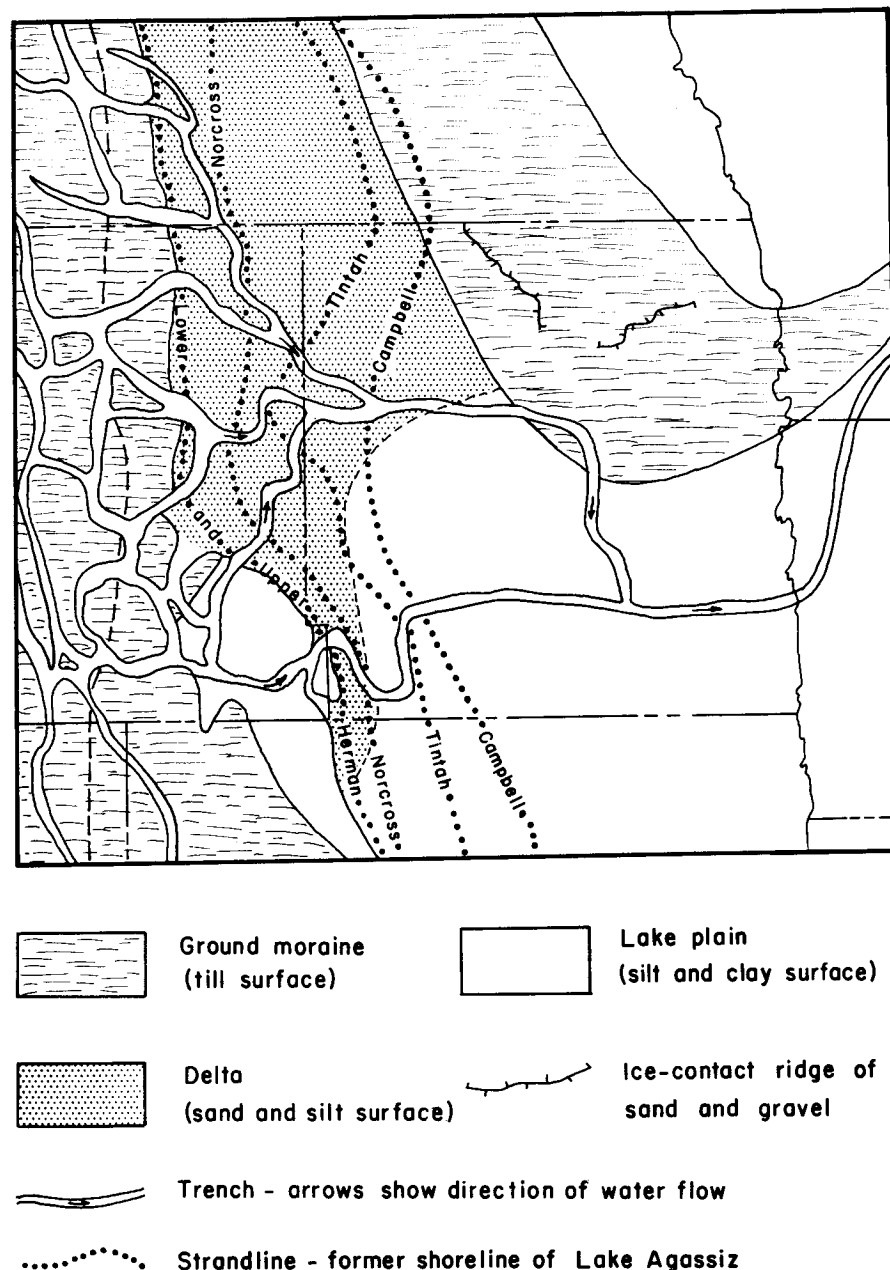 Norcross
Lower
Tintah
Campbell
and
Upper
Herman
Norcross
Tintah
Campbell
Ground moraine
(till surface)
Lake plain
(silt and clay surface)
Delta
(sand and silt surface)
Ice-contact ridge of
sand and gravel
Trench - arrows show direction of water flow
Strandline - former shoreline of Lake Agassiz